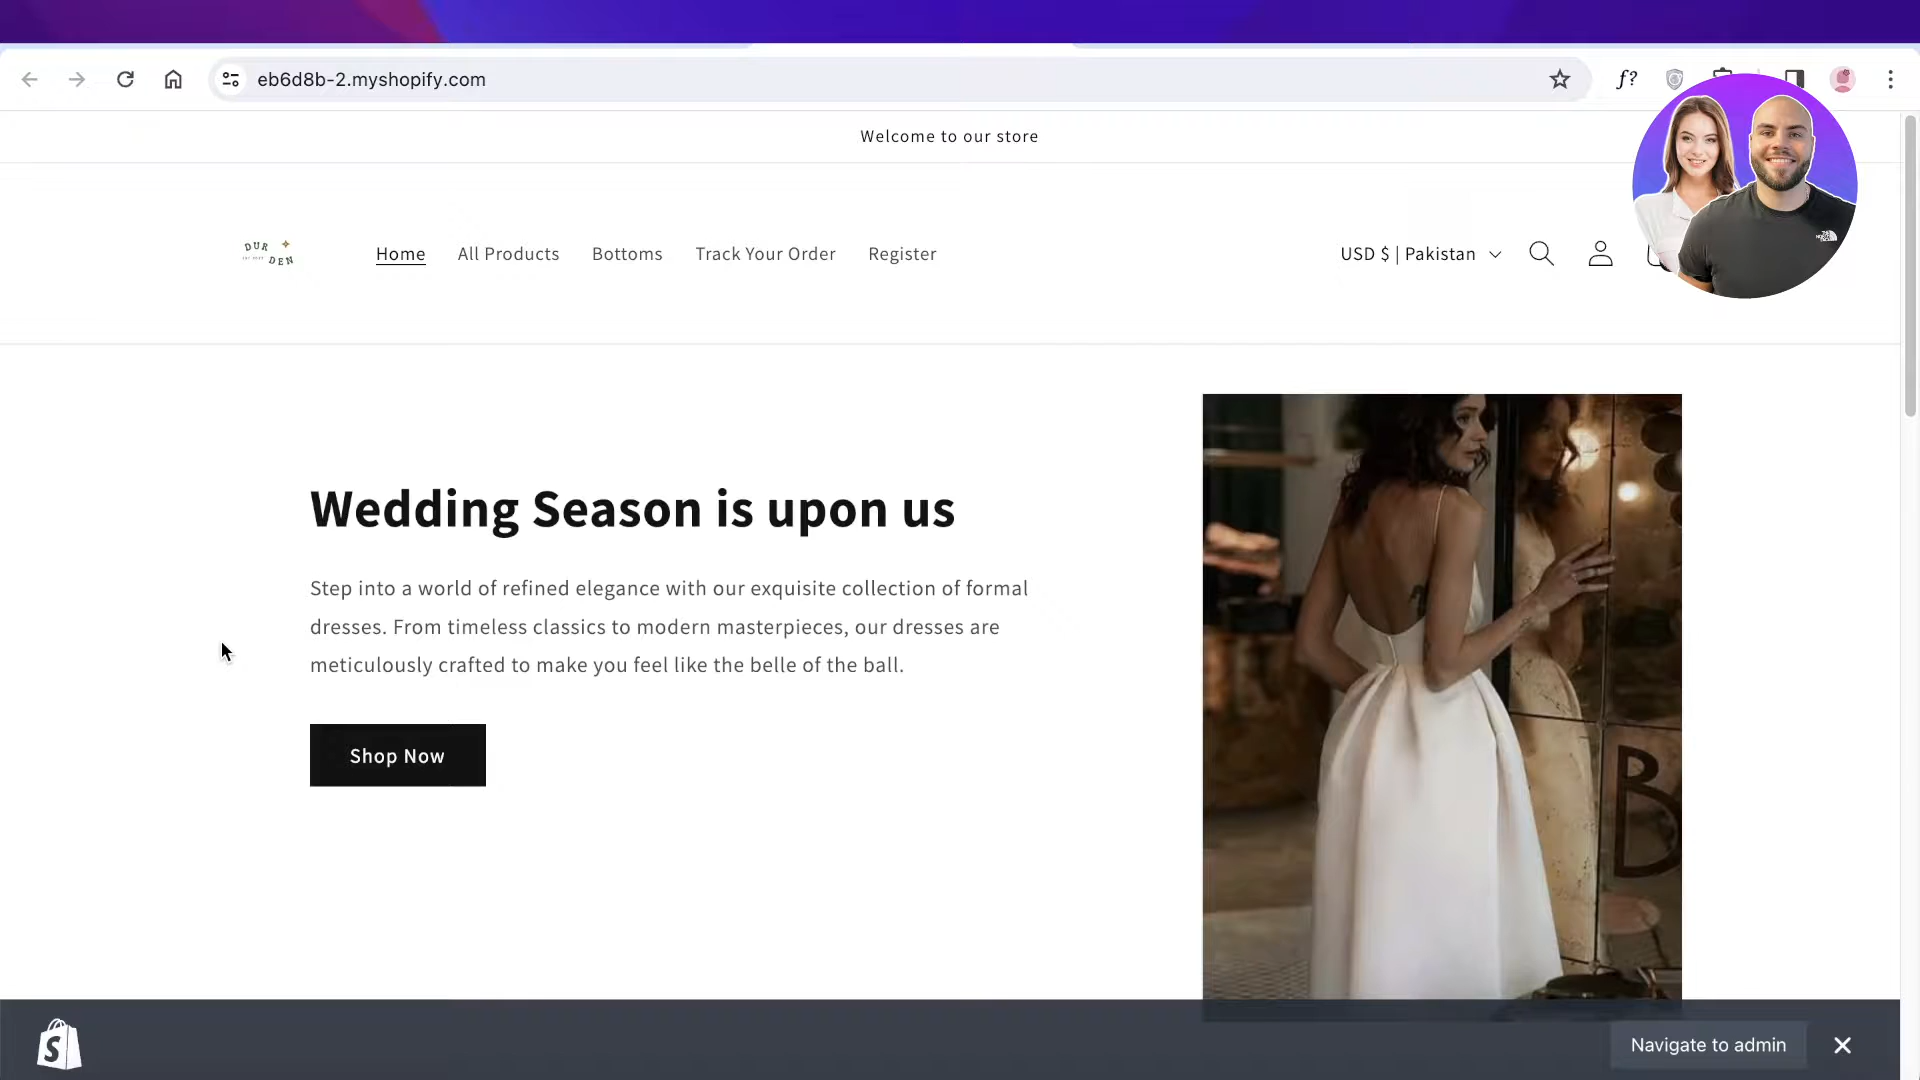 eb6d8b-2.myshopify.com
f?
Welcome to our store
DUR
DEN
Home
All Products
Bottoms
Track Your Order
Register
USD $ | Pakistan
Wedding Season is upon us
Step into a world of refined elegance with our exquisite collection of formal
dresses. From timeless classics to modern masterpieces, our dresses are
meticulously crafted to make you feel like the belle of the ball.
Shop Now
B
Navigate to admin